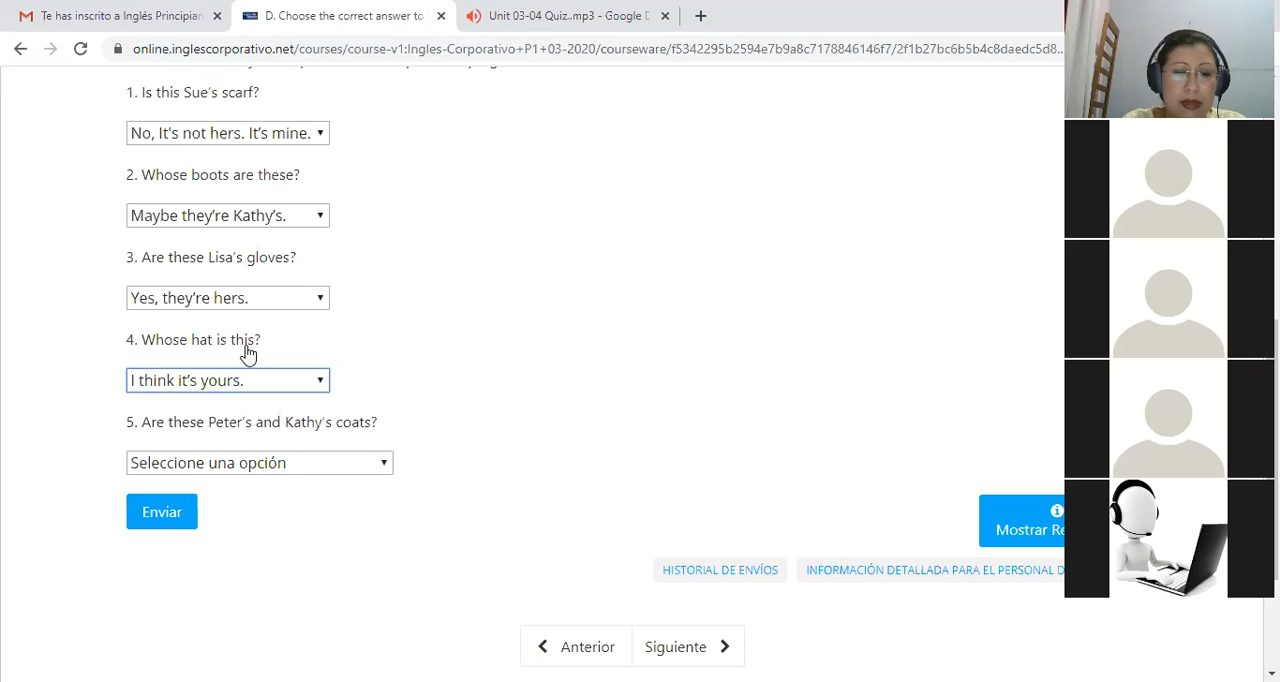 Te has inscrito a Inglés Principian
D. Choose the correct answer to
Unit 03-04 Quiz..mp3 - Google D
online.inglescorporativo.net/courses/course-v1:Ingles-Corporativo+P1+03-2020/courseware/f5342295b2594e7b9a8c7178846146f7/2f1b27bc6b5b4c8daedc5d8...
1. Is this Sue's scarf?
No, It's not hers. It's mine.
2. Whose boots are these?
Maybe they're Kathy's.
3. Are these Lisa's gloves?
Yes, they're hers.
4. Whose hat is this?
I think it's yours.
5. Are these Peter's and Kathy's coats?
Seleccione una opción
Enviar
Mostrar Re
HISTORIAL DE ENVÍOS
INFORMACIÓN DETALLADA PARA EL PERSONAL D
Anterior
Siguiente